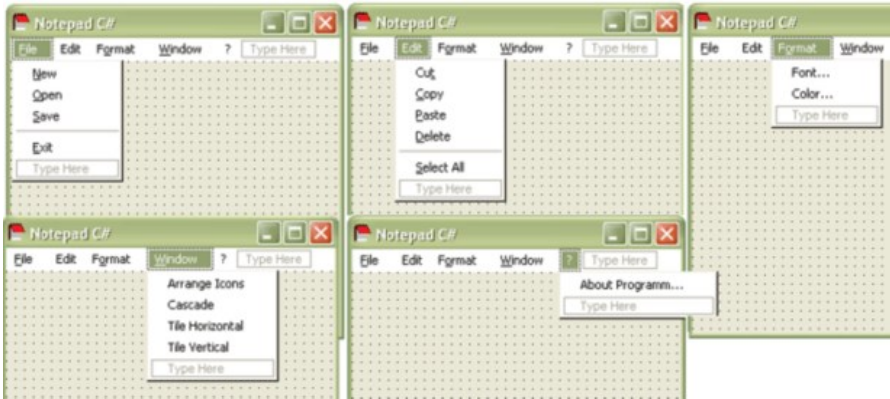 Notepad C#
File Edit Format Window ? Type Here
New
Open
Save
Exit
Type Here
Notepad C#
File Edit Format Window ? Type Here
Cut
Copy
Paste
Delete
Select All
Type Here
Notepad C#
File Edit Format Window
Font...
Color...
Type Here
Notepad C#
File Edit Format Window ? Type Here
Arrange Icons
Cascade
Tile Horizontal
Tile Vertical
Type Here
Notepad C#
File Edit Format Window ? Type Here
About Programm...
Type Here